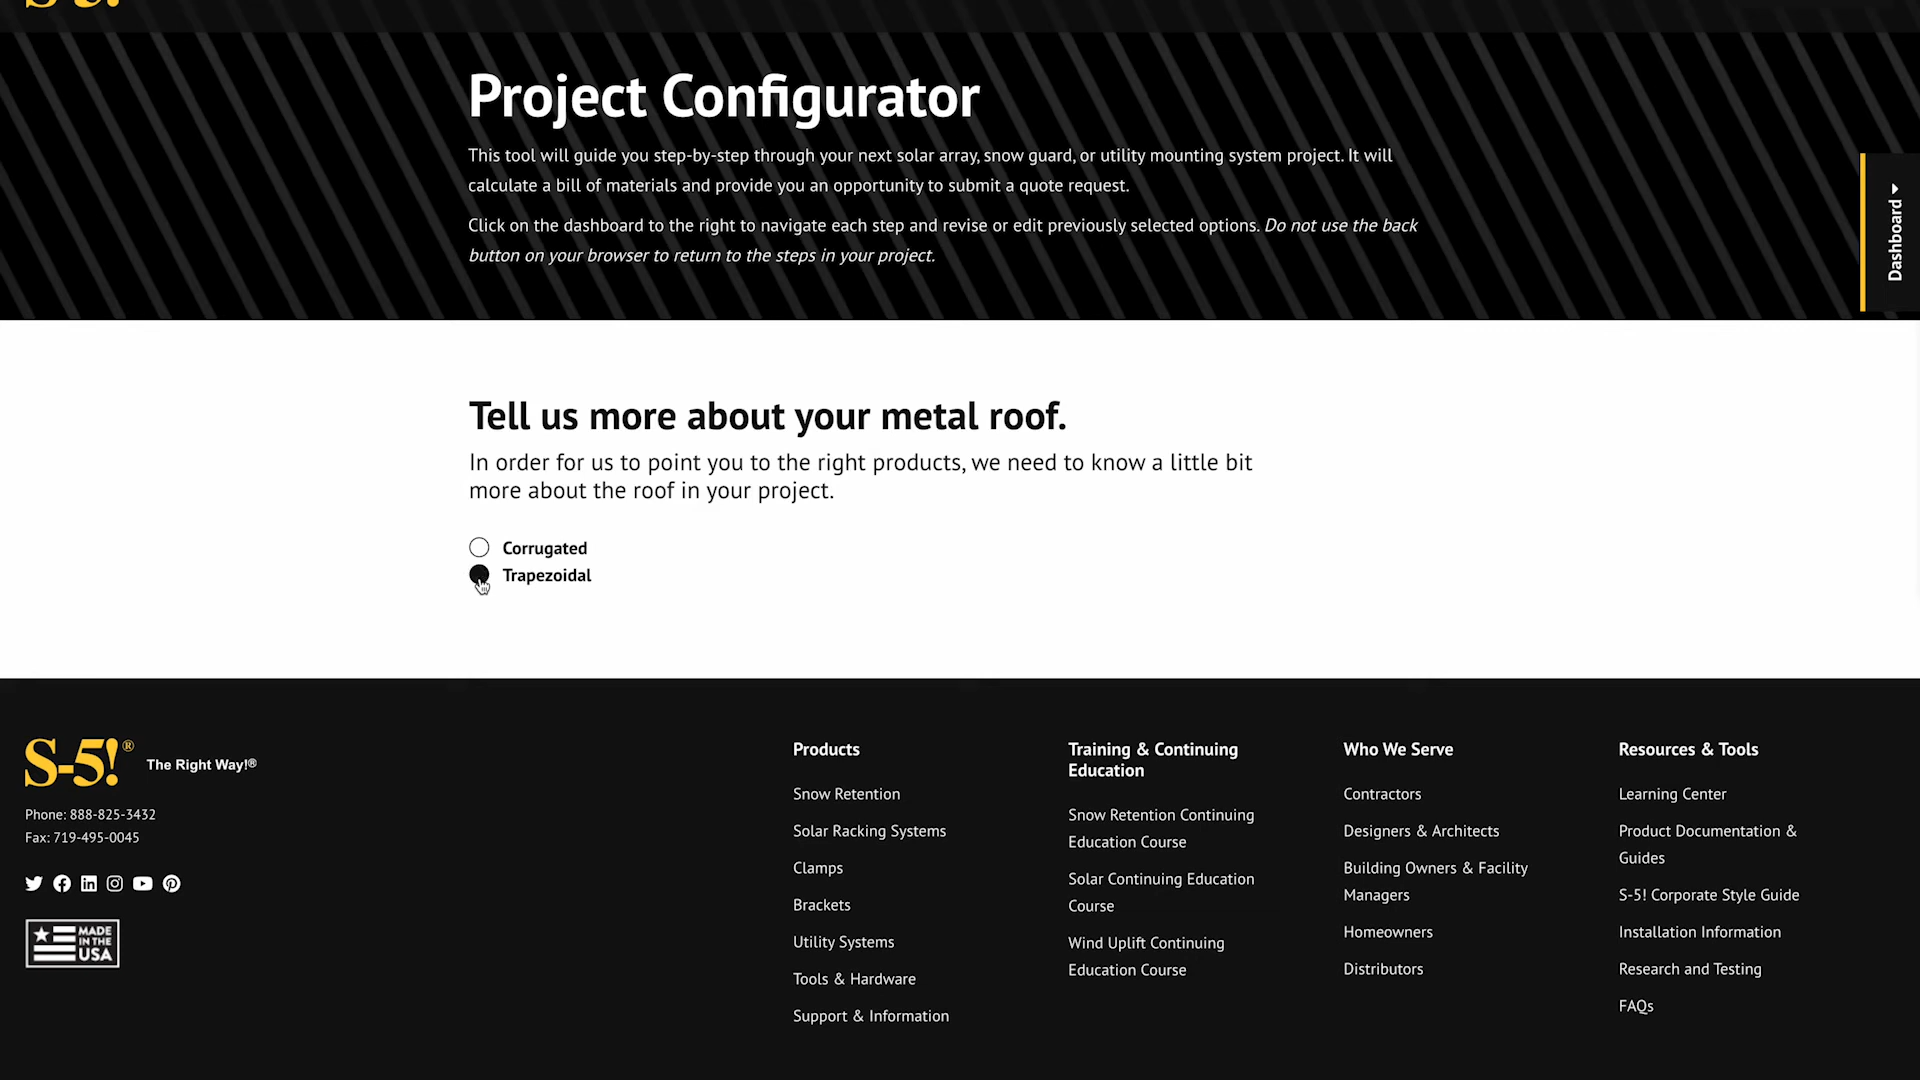 S-5!
Project Configurator
This tool will guide you step-by-step through your next solar array, snow guard, or utility mounting system project. It will
calculate a bill of materials and provide you an opportunity to submit a quote request.
Click on the dashboard to the right to navigate each step and revise or edit previously selected options. Do not use the back
button on your browser to return to the steps in your project.
Dashboard
Tell us more about your metal roof.
In order for us to point you to the right products, we need to know a little bit
more about the roof in your project.
Corrugated
Trapezoidal
S-5!® The Right Way!®
Phone: 888-825-3432
Fax: 719-495-0045
MADE
IN THE
USA
Products
Snow Retention
Solar Racking Systems
Clamps
Brackets
Utility Systems
Tools & Hardware
Support & Information
Training & Continuing
Education
Snow Retention Continuing
Education Course
Solar Continuing Education
Course
Wind Uplift Continuing
Education Course
Who We Serve
Contractors
Designers & Architects
Building Owners & Facility
Managers
Homeowners
Distributors
Resources & Tools
Learning Center
Product Documentation &
Guides
S-5! Corporate Style Guide
Installation Information
Research and Testing
FAQs